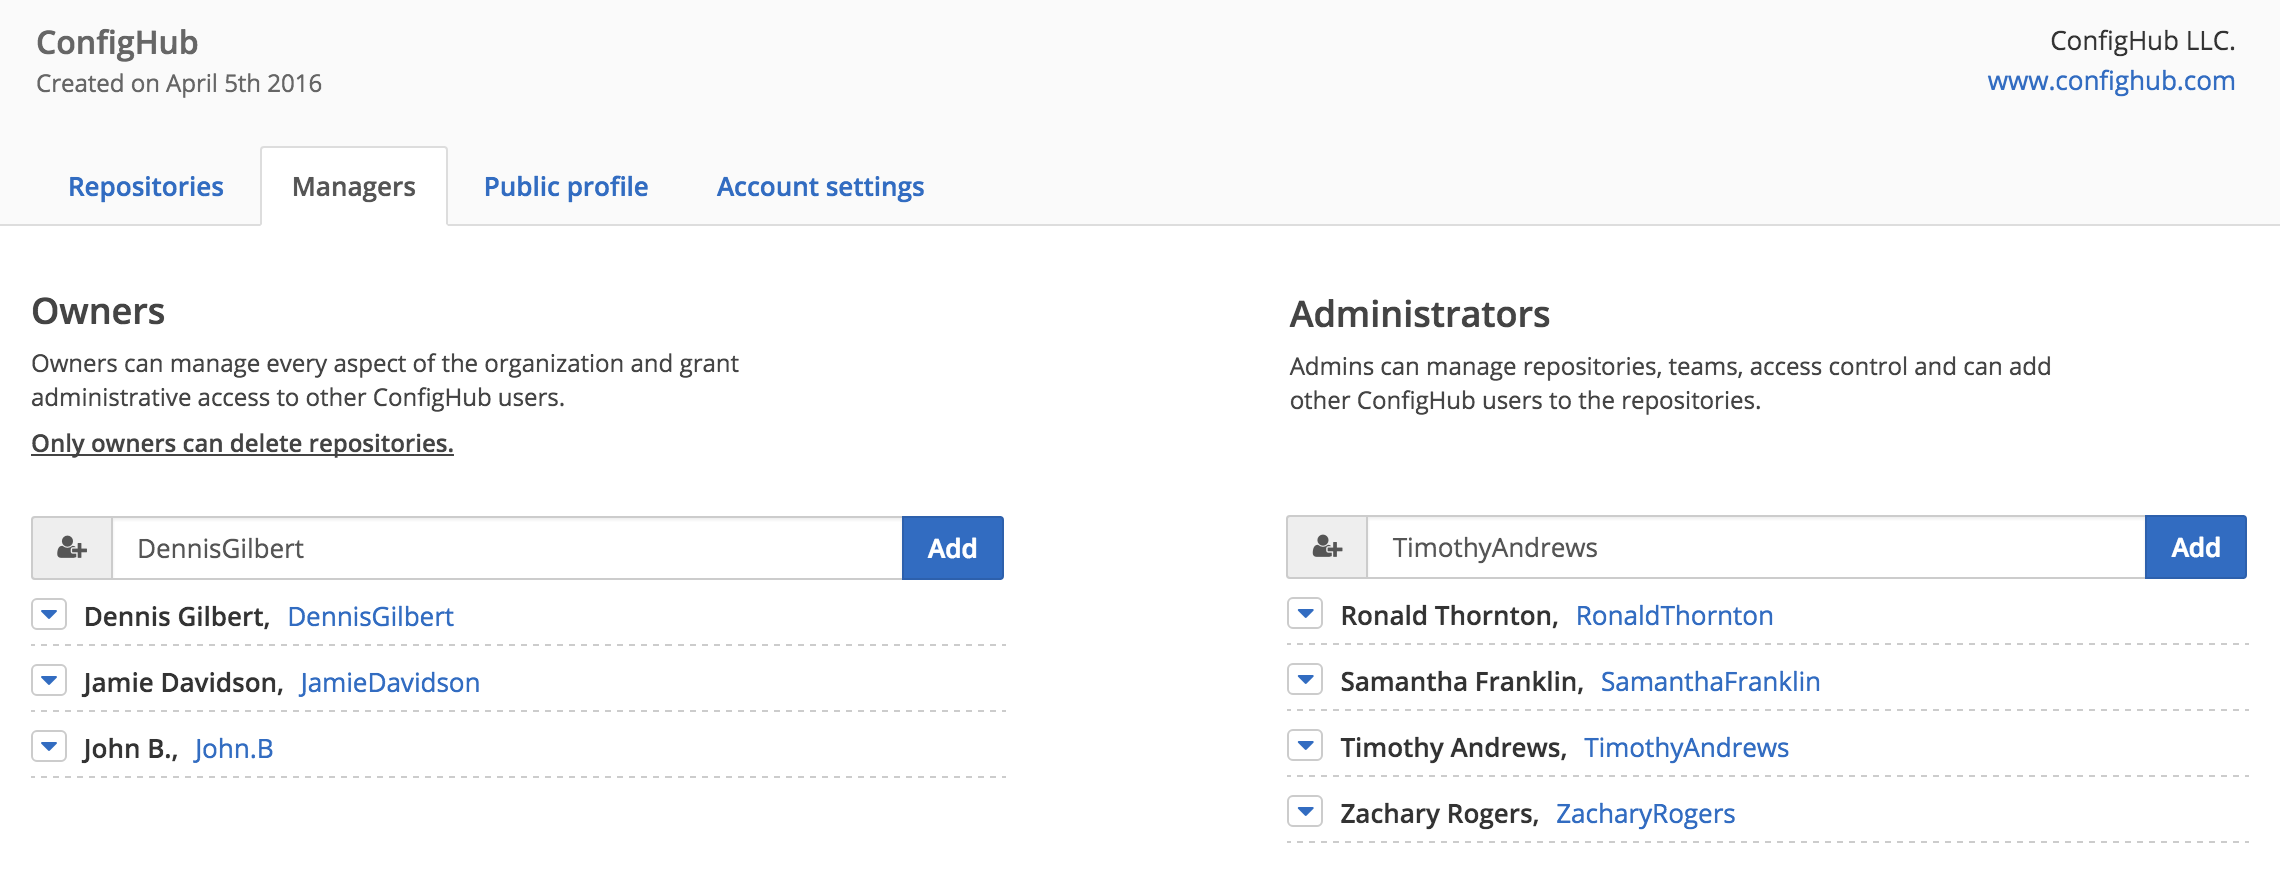 ConfigHub
Created on April 5th 2016
ConfigHub LLC.
www.confighub.com
Repositories
Managers
Public profile
Account settings
Owners
Owners can manage every aspect of the organization and grant
administrative access to other ConfigHub users.
Only owners can delete repositories.
DennisGilbert
Add
Dennis Gilbert, DennisGilbert
Jamie Davidson, JamieDavidson
John B., John.B
Administrators
Admins can manage repositories, teams, access control and can add
other ConfigHub users to the repositories.
TimothyAndrews
Add
Ronald Thornton, RonaldThornton
Samantha Franklin, SamanthaFranklin
Timothy Andrews, TimothyAndrews
Zachary Rogers, ZacharyRogers